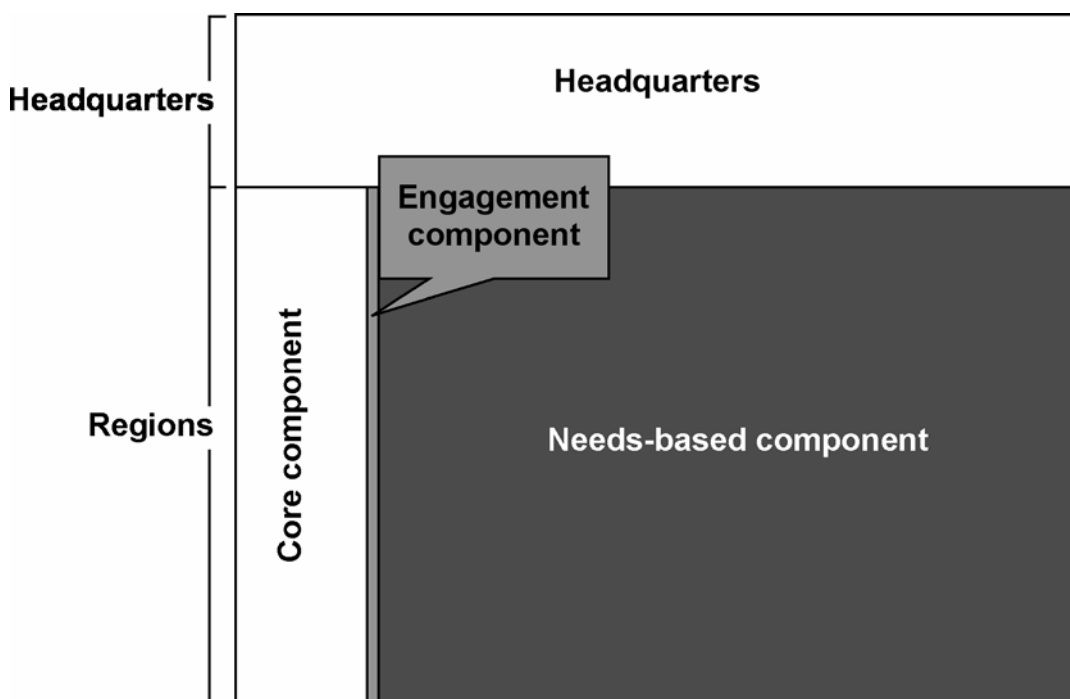 Headquarters
Headquarters
Engagement
component
Core component
Regions
Needs-based component